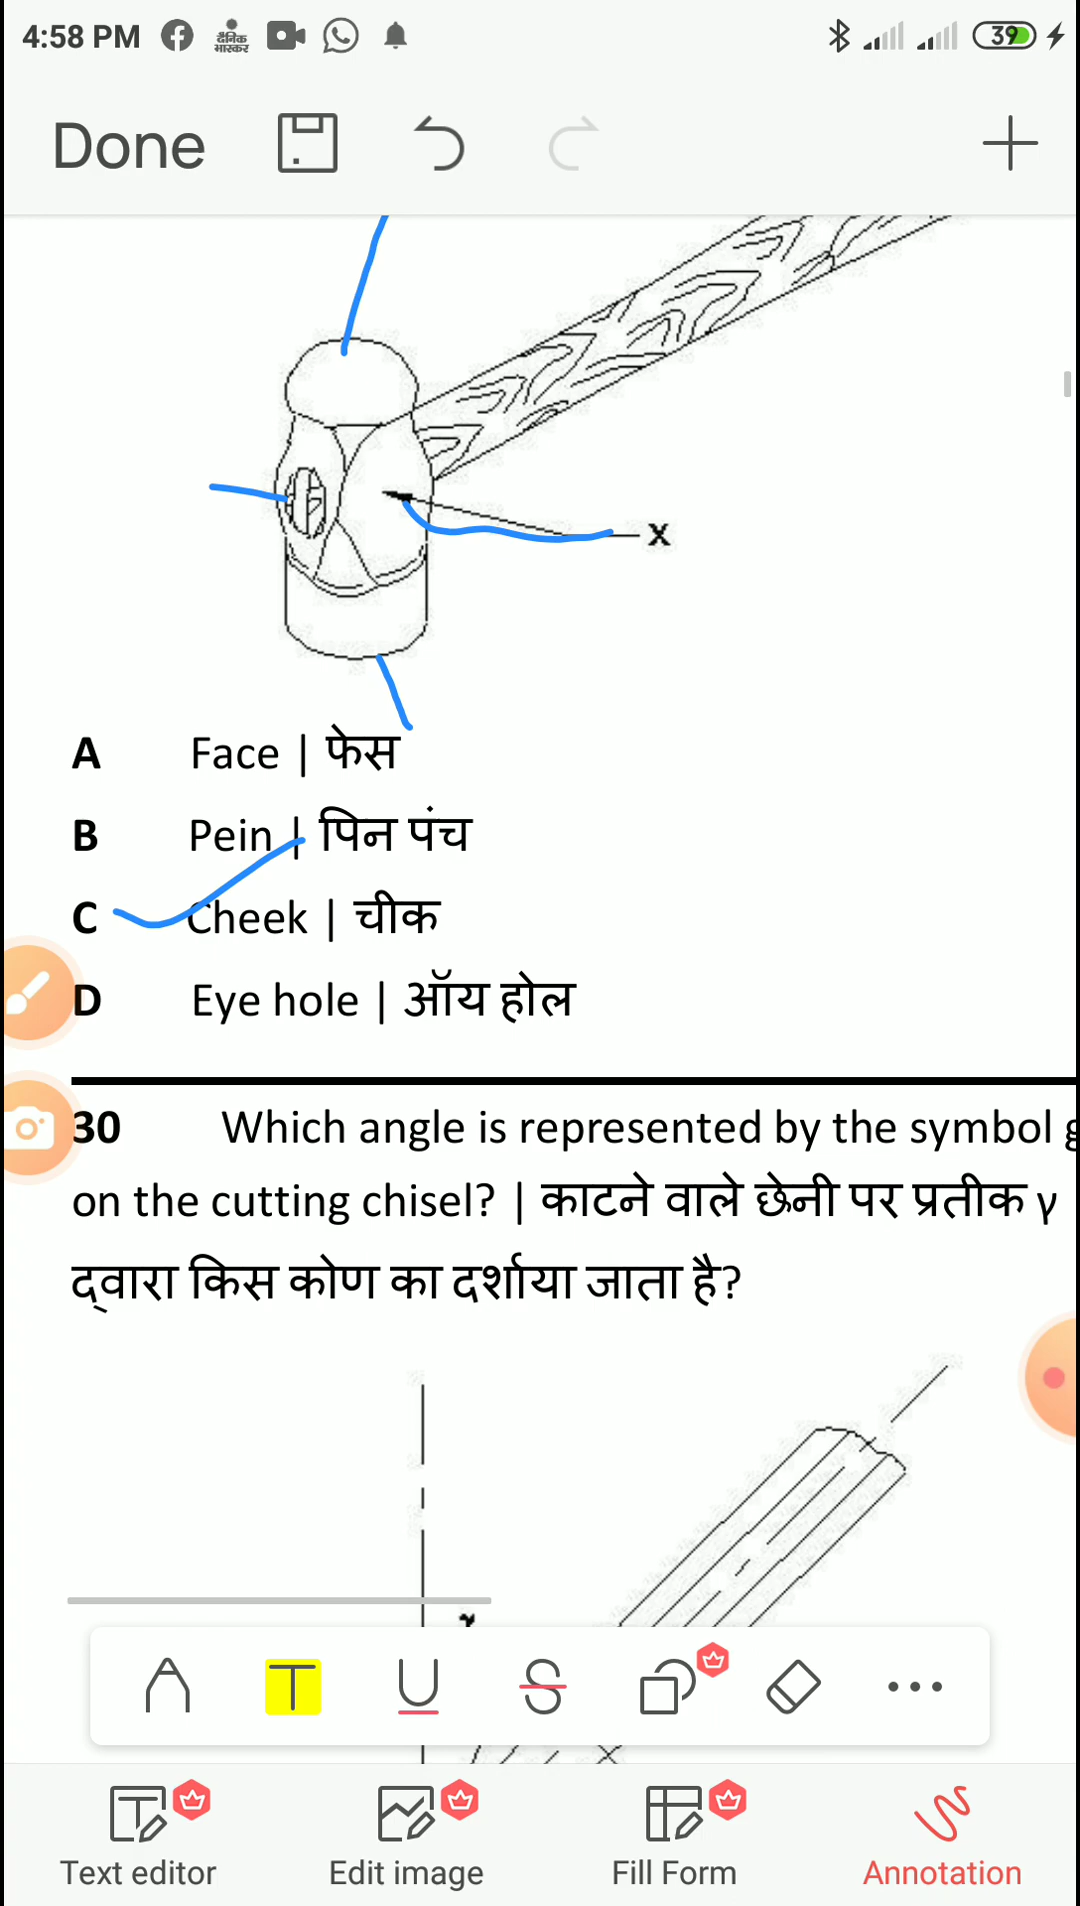 4:58 PM
दैनिक
भास्कर
39
Done
X
A Face | फेस
B Pein | पिन पंच
C Cheek | चीक
D Eye hole | ऑय होल
30 Which angle is represented by the symbol
on the cutting chisel? | काटने वाले छेनी पर प्रतीक γ
द्वारा किस कोण का दर्शाया जाता है?
T
U
S
Text editor
Edit image
Fill Form
Annotation